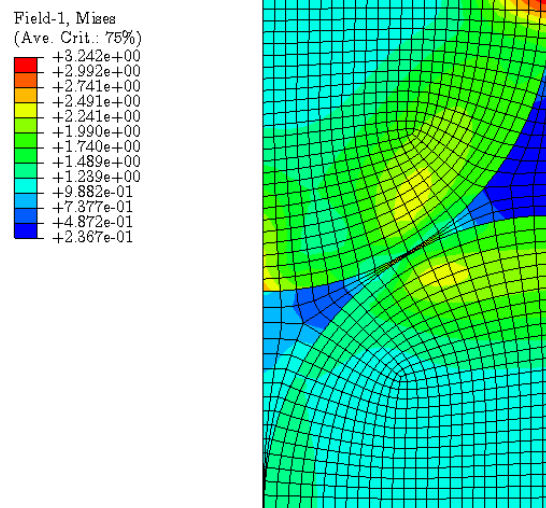 Field-1, Mises
(Ave. Crit.: 75%)
+3.242e+00
+2.992e+00
+2.741e+00
+2.491e+00
+2.241e+00
+1.990e+00
+1.740e+00
+1.489e+00
+1.239e+00
+9.882e-01
+7.377e-01
+4.872e-01
+2.367e-01